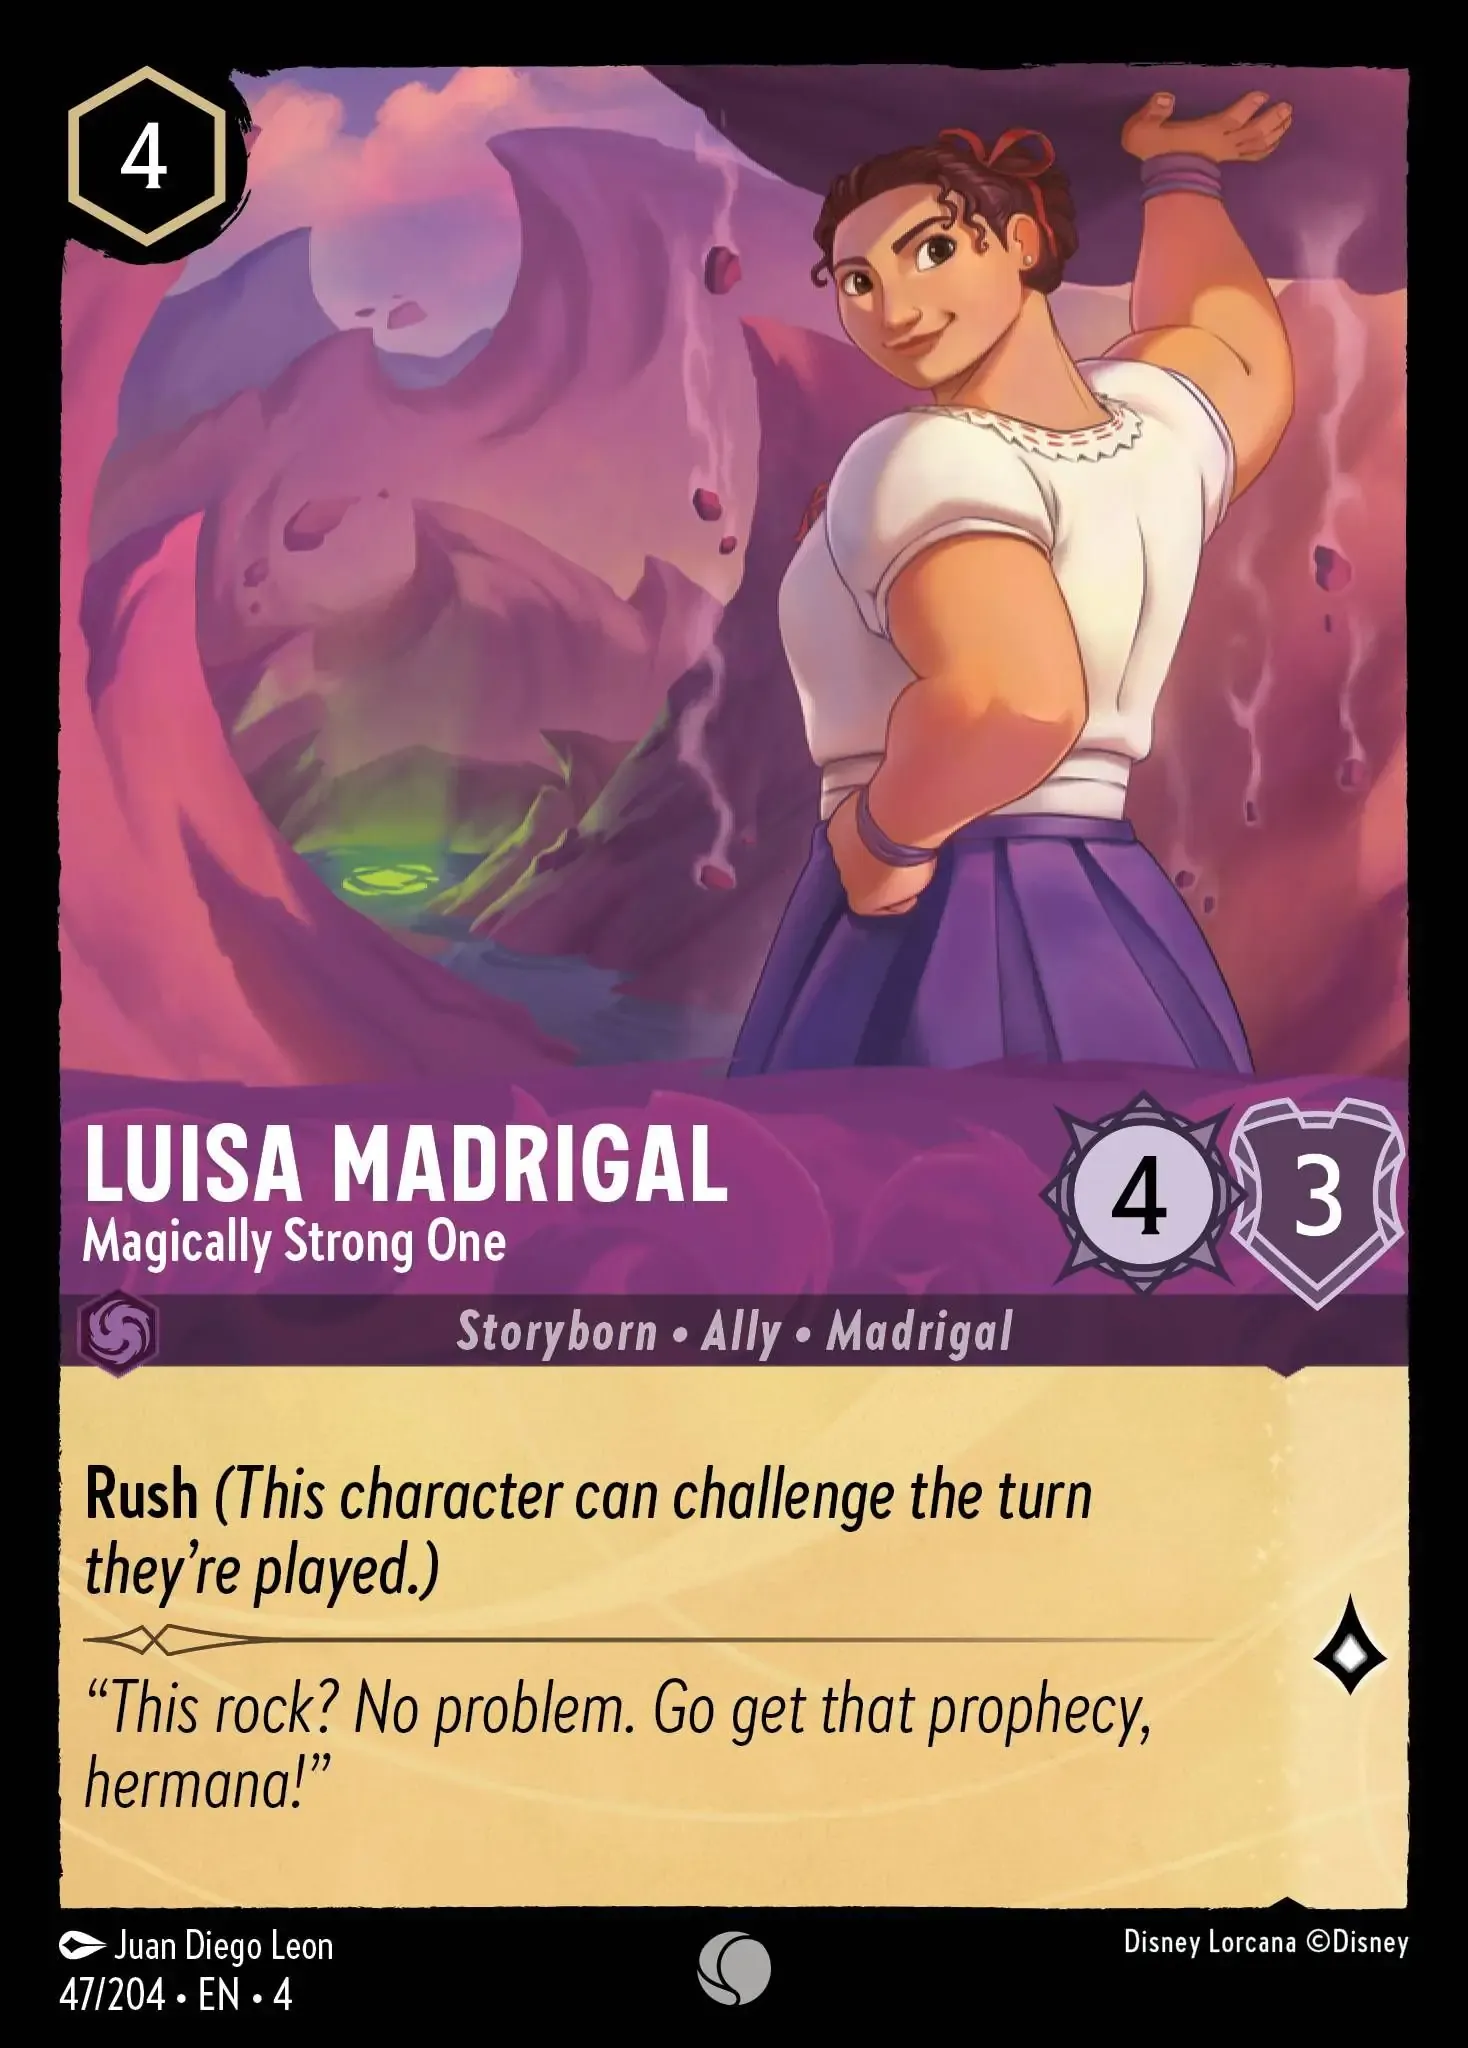 4
LUISA MADRIGAL
Magically Strong One
4
3
Storyborn • Ally • Madrigal
Rush (This character can challenge the turn
they're played.)
“This rock? No problem. Go get that prophecy,
hermana!”
Juan Diego Leon
Disney Lorcana ©Disney
47/204 • EN • 4